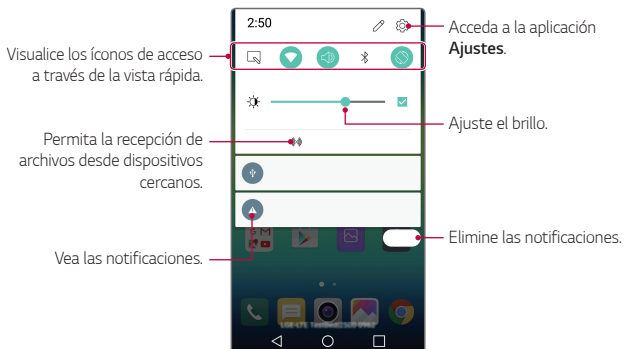 2:50
Acceda a la aplicación
Ajustes.
Visualice los íconos de acceso
a través de la vista rápida.
Ajuste el brillo.
Permita la recepción de
archivos desde dispositivos
cercanos.
Elimine las notificaciones.
Vea las notificaciones.